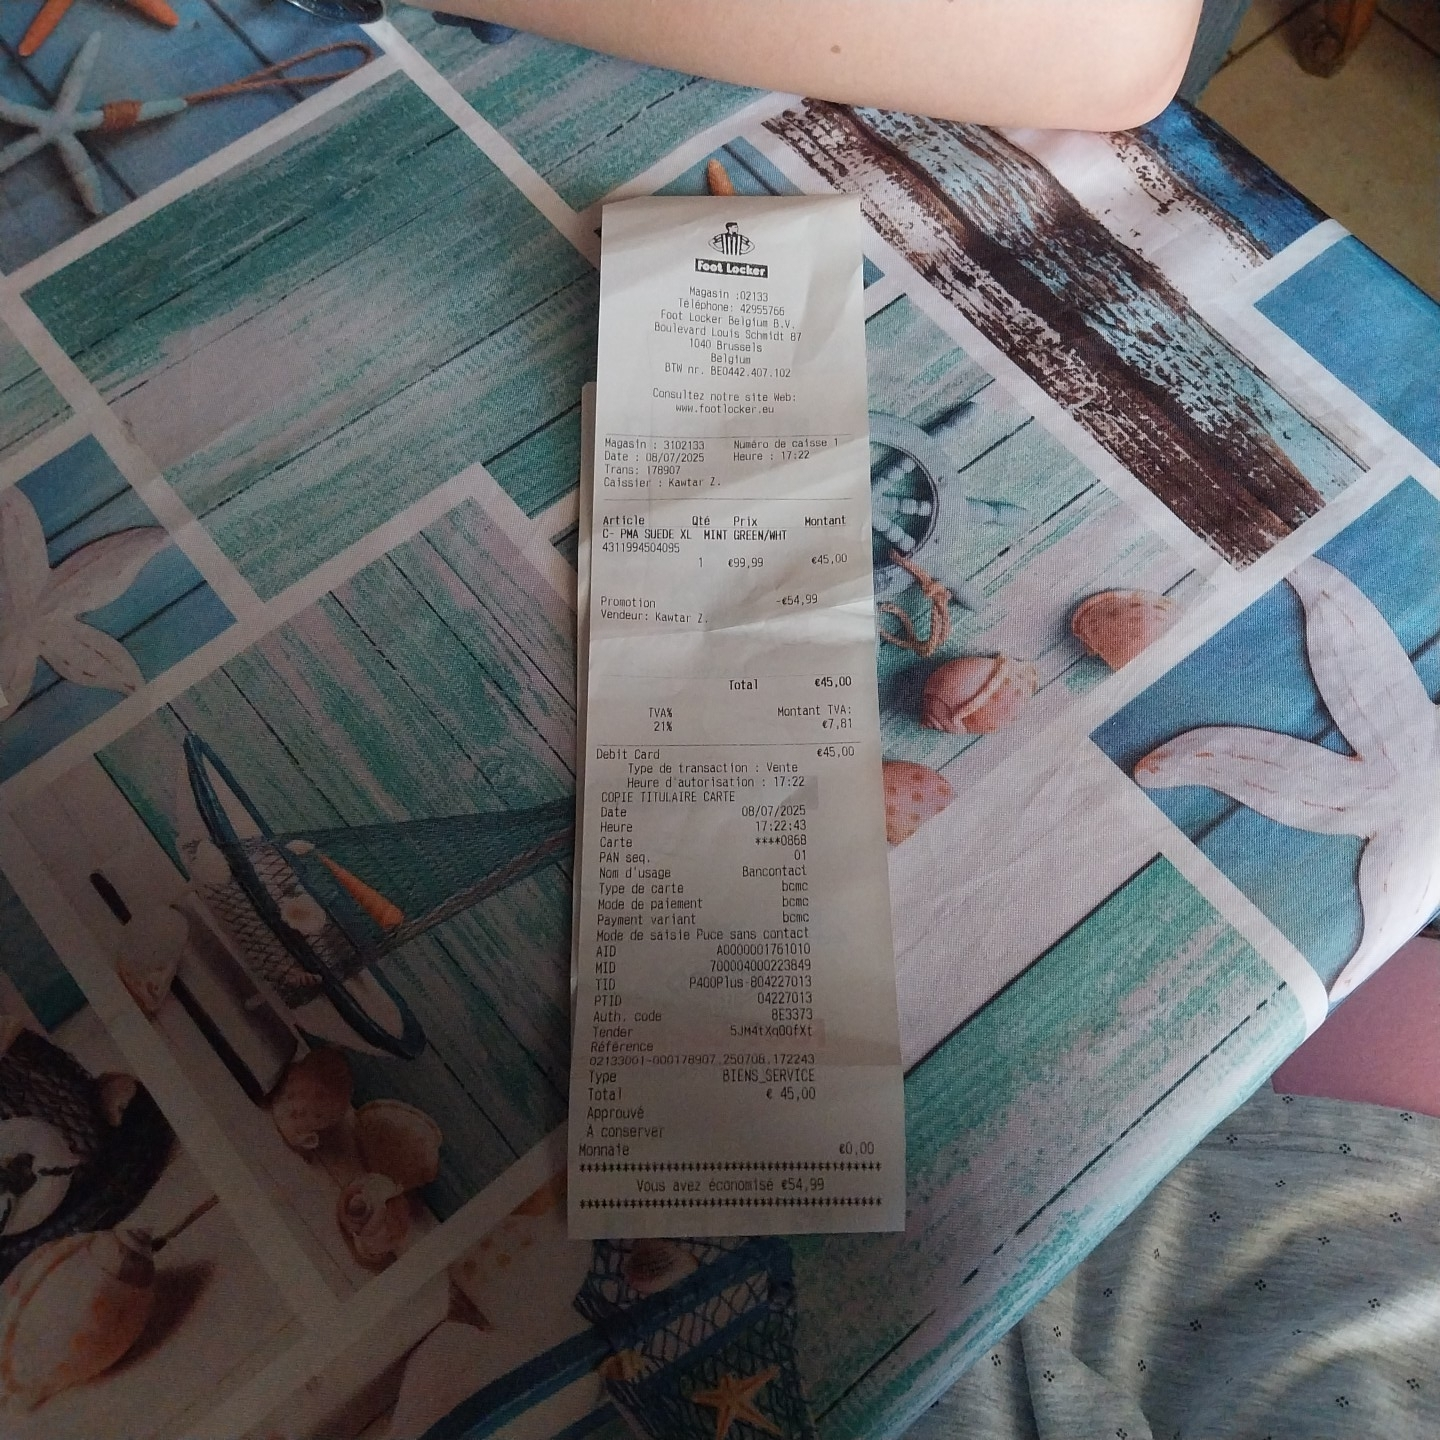 Foot Locker
Magasin :02133
Téléphone: 42955766
Foot Locker Belgium B.V.
Boulevard Louis Schmidt 87
1040 Brussels
Belgium
BTW nr. BE0442.407.102
Consultez notre site Web:
www.footlocker.eu
Magasin : 3102133 Numéro de caisse 1
Date : 08/07/2025 Heure : 17:22
Trans: 178907
Caissier : Kawtar Z.
Article Qté Prix Montant
C- PMA SUEDE XL MINT GREEN/WHT
4311994504095
1 €99,99 €45,00
Promotion -€54,99
Vendeur: Kawtar Z.
Total €45,00
TVA% Montant TVA:
21% €7,81
Debit Card €45,00
Type de transaction : Vente
Heure d'autorisation : 17:22
COPIE TITULAIRE CARTE
Date 08/07/2025
Heure 17:22:43
Carte ****0868
PAN seq. 01
Nom d'usage Bancontact
Type de carte bcmc
Mode de paiement bcmc
Payment variant bcmc
Mode de saisie Puce sans contact
AID A0000001761010
MID 700004000223849
TID P400Plus-804227013
PTID 04227013
Auth. code 8E3373
Tender
Référence
02133001-000178907.250708.172243
Type BIENS_SERVICE
Total € 45,00
Approuvé
A conserver
Monnaie €0,00
************************************
Vous avez économisé €54,99
************************************